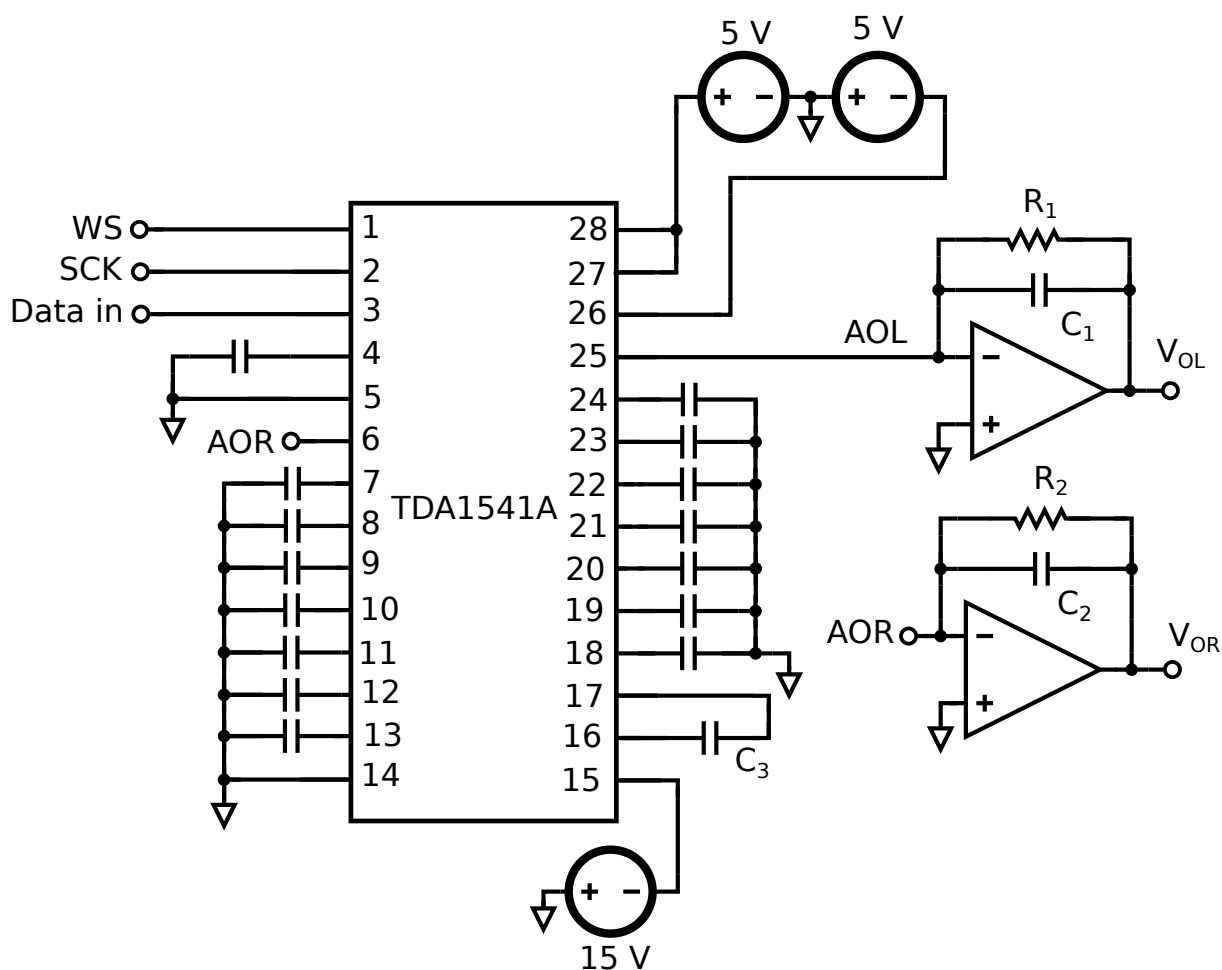 5 V
5 V
WS
SCK
Data in
AOR
1
2
3
4
5
6
7
8
9
10
11
12
13
14
TDA1541A
28
27
26
25
24
23
22
21
20
19
18
17
16
15
C₃
15 V
AOL
R₁
C₁
−
+
V_OL
R₂
C₂
AOR
−
+
V_OR
+ −
+ −
+ −